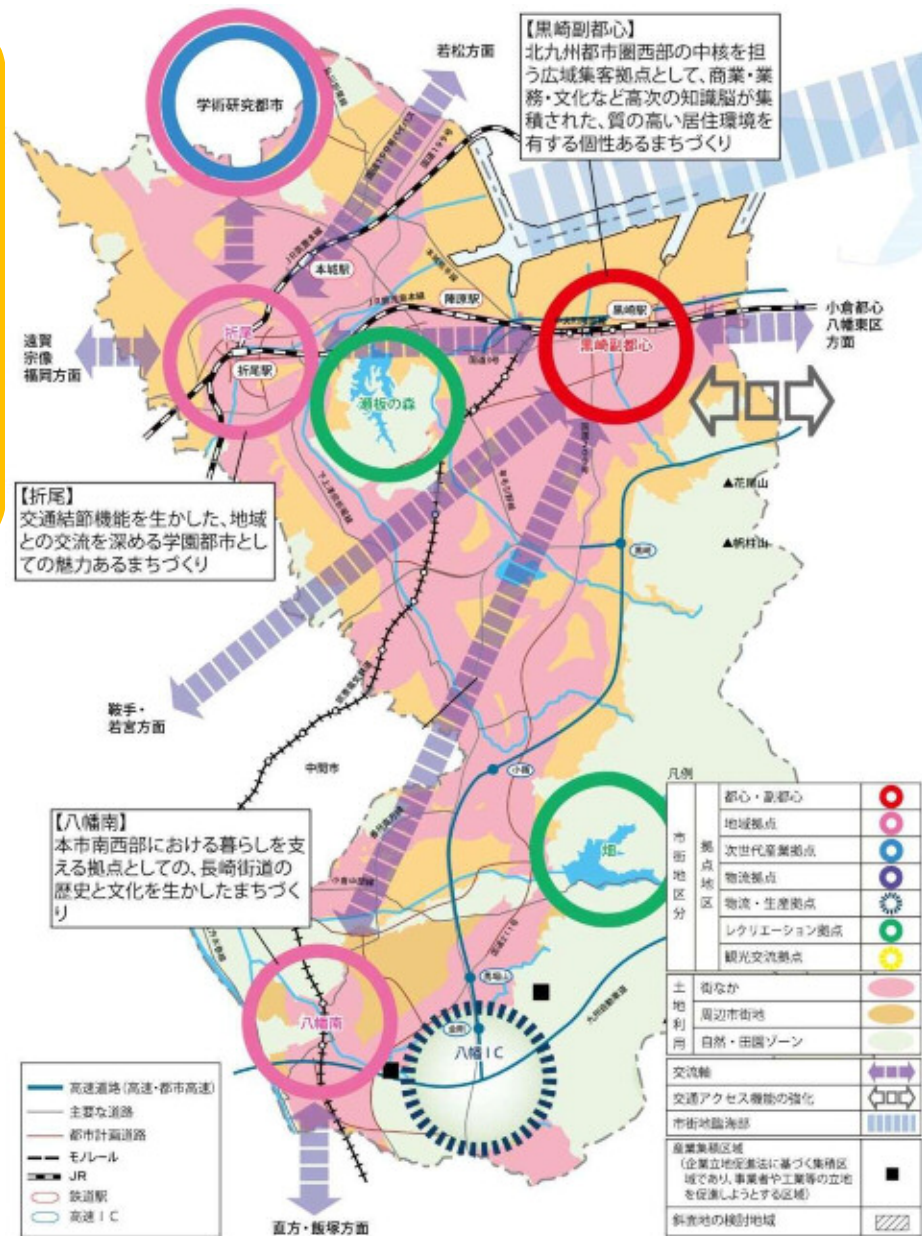 若松方面
【黒崎副都心】
北九州都市圏西部の中核を担
う広域集客拠点として、商業・業
務・文化など高次の知識脳が集
積された、質の高い居住環境を
有する個性あるまちづくり
学術研究都市
本城駅
陣原駅
黒崎駅
小倉都心
八幡東区
方面
遠賀
宗像
福岡方面
折尾
折尾駅
黒崎副都心
瀬板の森
国道3号
【折尾】
交通結節機能を生かした、地域
との交流を深める学園都市とし
ての魅力あるまちづくり
▲花尾山
▲帆柱山
黒崎
鞍手・
若宮方面
中間市
小嶺
【八幡南】
本市南西部における暮らしを支
える拠点としての、長崎街道の
歴史と文化を生かしたまちづく
り
畑
馬場山
九州自動車道
八幡南
八幡IC
直方・飯塚方面
高速道路(高速・都市高速)
主要な道路
都市計画道路
モノレール
JR
鉄道駅
高速IC
凡例
市街地区分
拠点地区
都心・副都心
地域拠点
次世代産業拠点
物流拠点
物流・生産拠点
レクリエーション拠点
観光交流拠点
土地利用
街なか
周辺市街地
自然・田園ゾーン
交流軸
交通アクセス機能の強化
市街地臨海部
産業集積区域
(企業立地促進法に基づく集積区
域であり、事業者や工業等の立地
を促進しようとする区域)
斜面地の検討地域